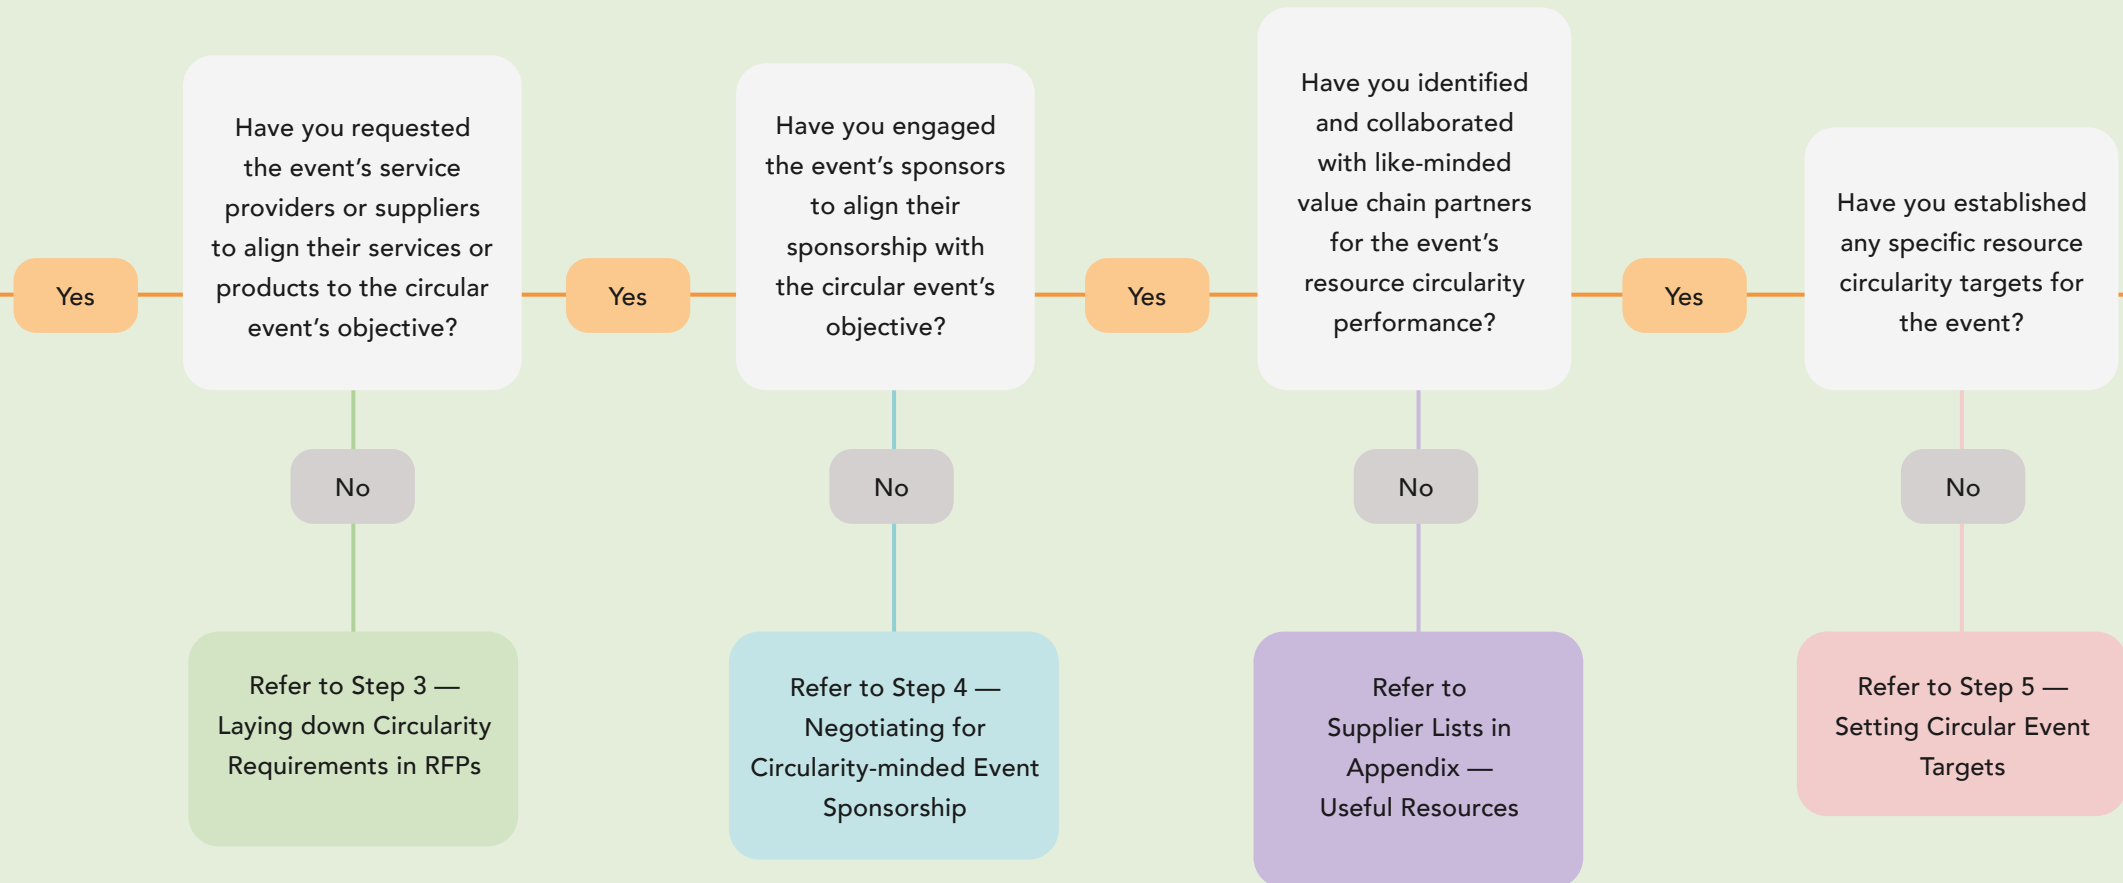 Yes
Have you requested
the event’s service
providers or suppliers
to align their services or
products to the circular
event’s objective?
Yes
Have you engaged
the event’s sponsors
to align their
sponsorship with
the circular event’s
objective?
Yes
Have you identified
and collaborated
with like-minded
value chain partners
for the event’s
resource circularity
performance?
Yes
Have you established
any specific resource
circularity targets for
the event?
No
No
No
No
Refer to Step 3 —
Laying down Circularity
Requirements in RFPs
Refer to Step 4 —
Negotiating for
Circularity-minded Event
Sponsorship
Refer to
Supplier Lists in
Appendix —
Useful Resources
Refer to Step 5 —
Setting Circular Event
Targets